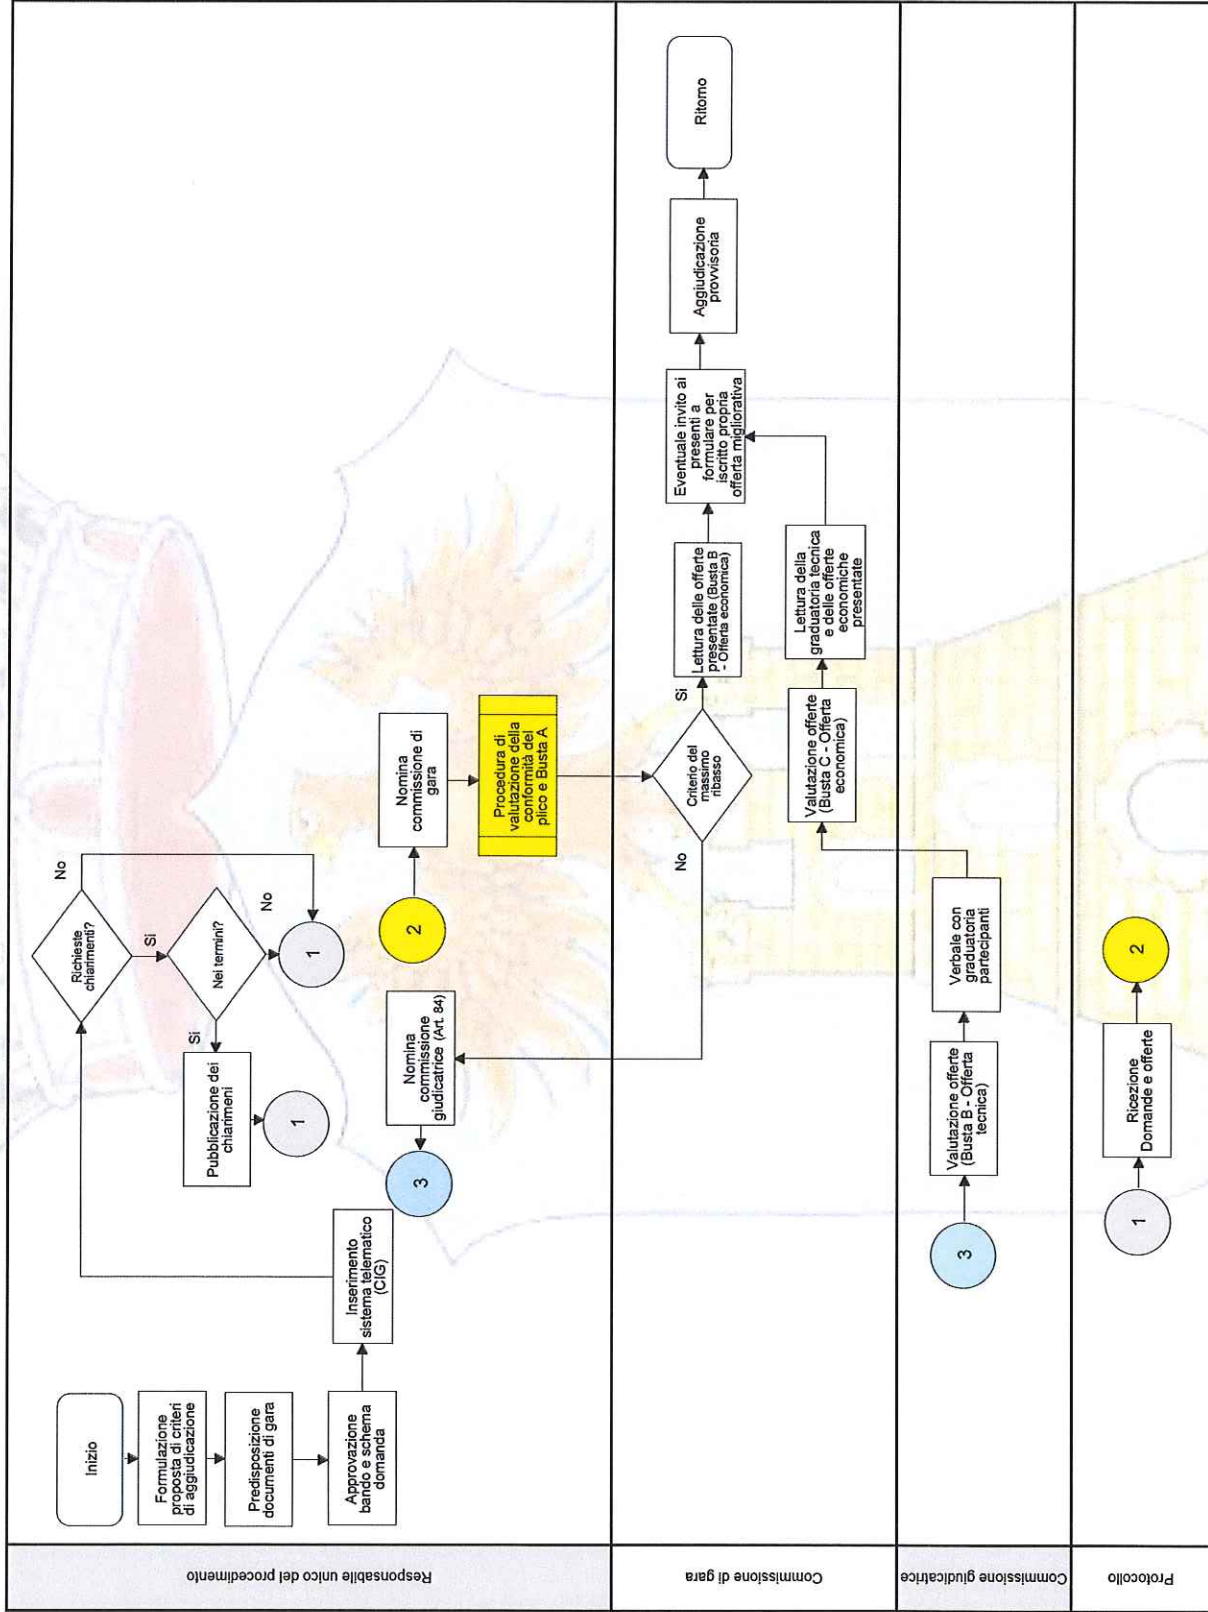 Responsabile unico del procedimento
Inizio
Formulazione
proposta di criteri
di aggiudicazione
Predisposizione
documenti di gara
Approvazione
bando e schema
domanda
Inserimento
sistema telematico
(CIG)
Richieste
chiarimenti?
No
Si
Nei termini?
No
Si
Pubblicazione dei
chiarimeni
1
1
2
Nomina
commissione di
gara
Procedura di
valutazione della
conformità del
plico e Busta A
Nomina
commissione
giudicatrice (Art. 84)
3
Commissione di gara
Criterio del
massimo
ribasso
No
Si
Lettura delle offerte
presentate (Busta B
- Offerta economica)
Eventuale invito ai
presenti a
formulare per
iscritto propria
offerta migliorativa
Aggiudicazione
provvisoria
Ritorno
Valutazione offerte
(Busta C - Offerta
economica)
Lettura della
graduatoria tecnica
e delle offerte
economiche
presentate
Commissione giudicatrice
3
Valutazione offerte
(Busta B - Offerta
tecnica)
Verbale con
graduatoria
partecipanti
Protocollo
1
Ricezione
Domande e offerte
2